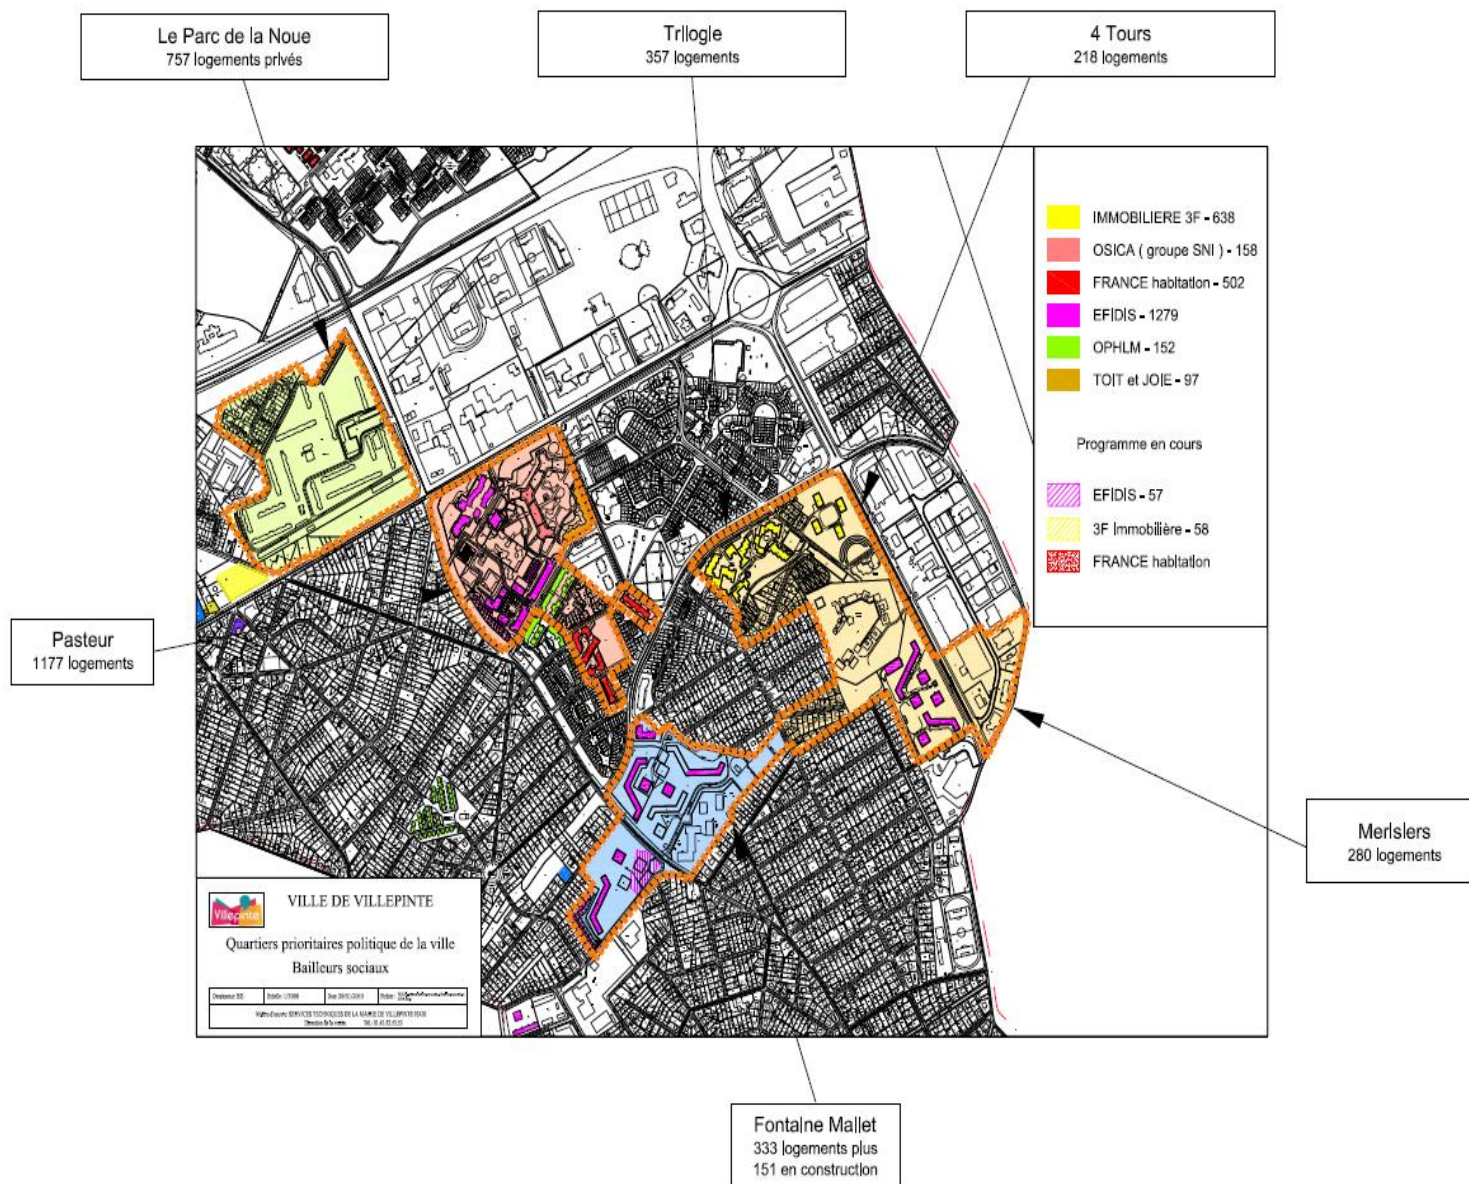 Le Parc de la Noue
757 logements privés
Trilogie
357 logements
4 Tours
218 logements
IMMOBILIERE 3F - 638
OSICA ( groupe SNI ) - 158
FRANCE habitation - 502
EFIDIS - 1279
OPHLM - 152
TOIT et JOIE - 97
Programme en cours
EFIDIS - 57
3F Immobilière - 58
FRANCE habitation
Pasteur
1177 logements
Merisiers
280 logements
Villepinte
VILLE DE VILLEPINTE
Quartiers prioritaires politique de la ville
Bailleurs sociaux
Fontaine Mallet
333 logements plus
151 en construction